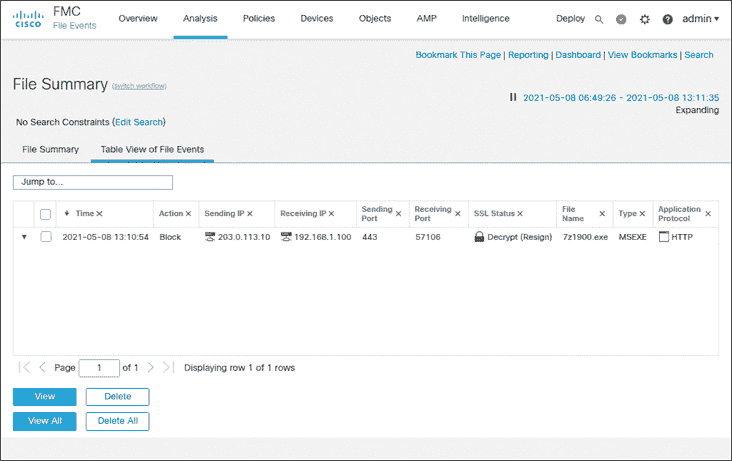 CISCO
FMC
File Events
Overview Analysis Policies Devices Objects AMP Intelligence Deploy admin
Bookmark This Page | Reporting | Dashboard | View Bookmarks | Search
File Summary (switch workflow)
2021-05-08 06:49:26 - 2021-05-08 13:11:35
Expanding
No Search Constraints (Edit Search)
File Summary Table View of File Events
Jump to...
Time × Action × Sending IP × Receiving IP × Sending Port × Receiving Port × SSL Status × File Name × Type × Application Protocol ×
2021-05-08 13:10:54 Block 203.0.113.10 192.168.1.100 443 57106 Decrypt (Resign) 7z1900.exe MSEXE HTTP
Page 1 of 1 Displaying row 1 of 1 rows
View Delete
View All Delete All